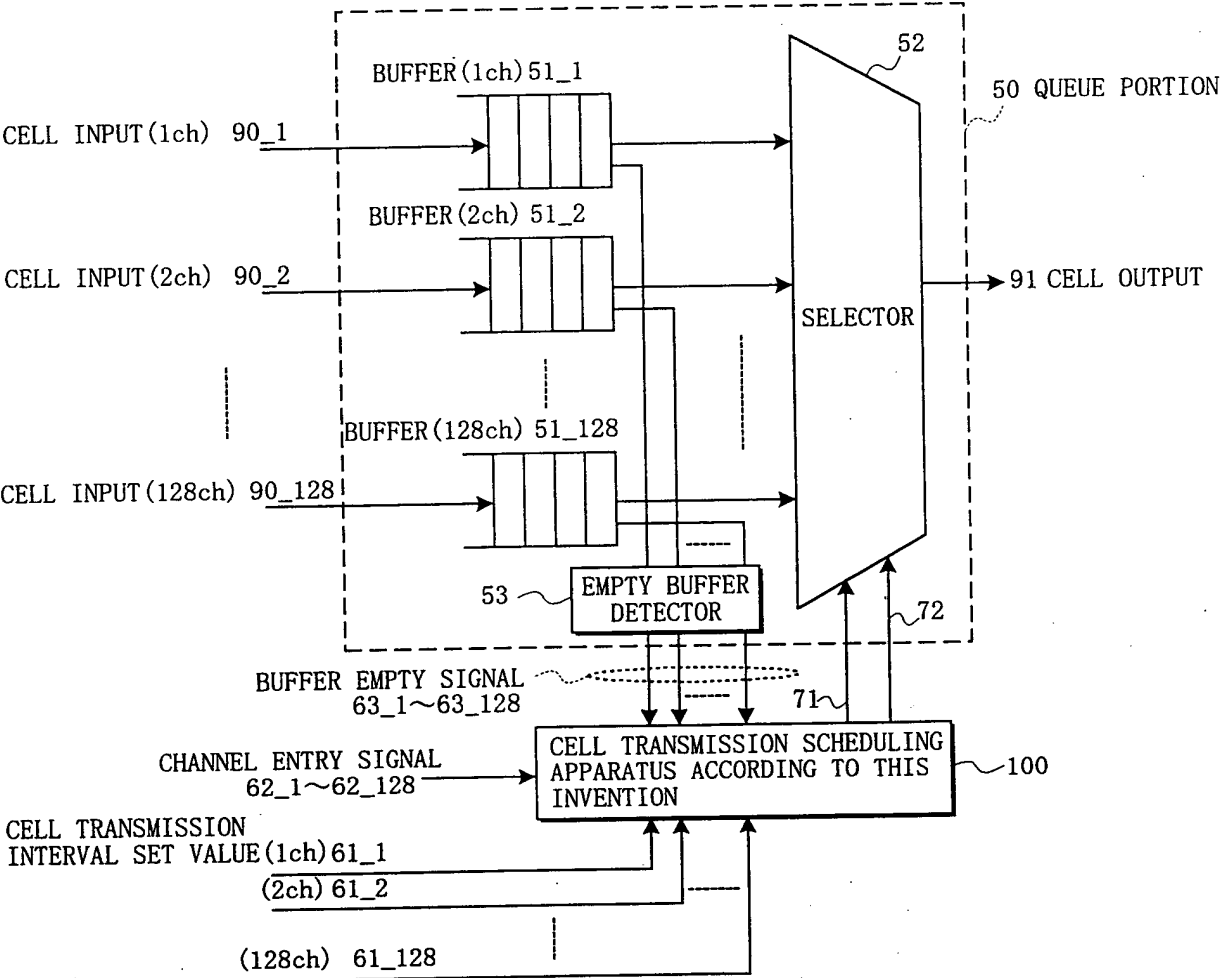 52
BUFFER(1ch) 51_1
50 QUEUE PORTION
CELL INPUT(1ch) 90_1
BUFFER(2ch) 51_2
CELL INPUT(2ch) 90_2
91 CELL OUTPUT
SELECTOR
BUFFER(128ch) 51_128
CELL INPUT(128ch) 90_128
53
EMPTY BUFFER
DETECTOR
72
BUFFER EMPTY SIGNAL
63_1～63_128
71
CHANNEL ENTRY SIGNAL
62_1～62_128
CELL TRANSMISSION SCHEDULING
APPARATUS ACCORDING TO THIS
INVENTION
100
CELL TRANSMISSION
INTERVAL SET VALUE(1ch) 61_1
(2ch) 61_2
(128ch) 61_128